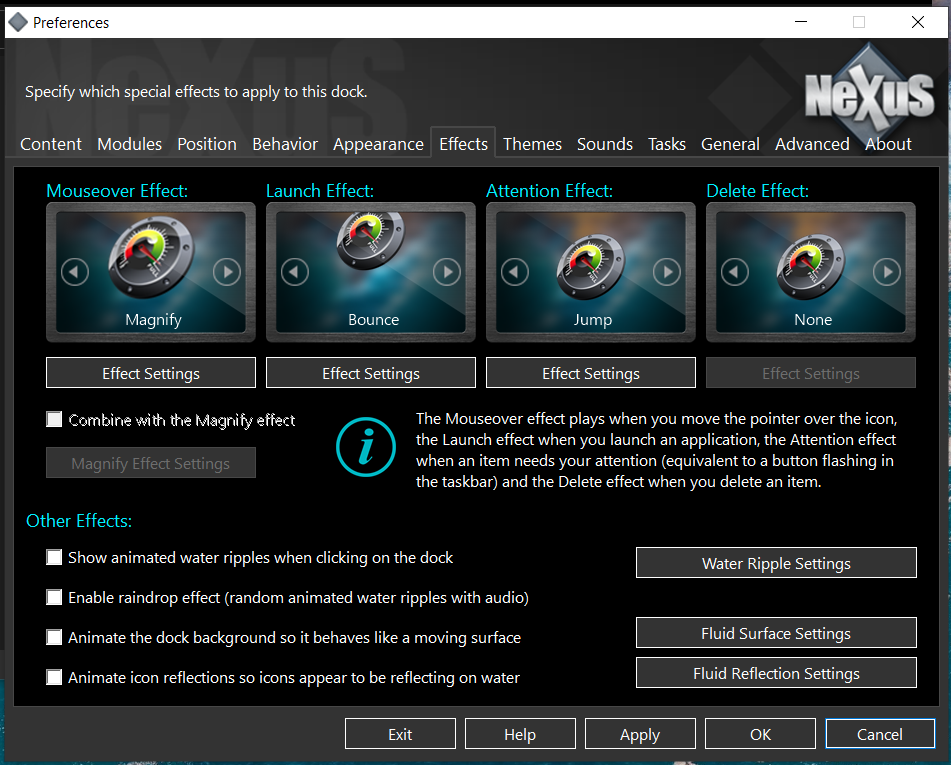 Preferences
Specify which special effects to apply to this dock.
NeXuS
Content Modules Position Behavior Appearance Effects Themes Sounds Tasks General Advanced About
Mouseover Effect: Launch Effect: Attention Effect: Delete Effect:
Magnify Bounce Jump None
Effect Settings Effect Settings Effect Settings Effect Settings
Combine with the Magnify effect
Magnify Effect Settings
The Mouseover effect plays when you move the pointer over the icon,
the Launch effect when you launch an application, the Attention effect
when an item needs your attention (equivalent to a button flashing in
the taskbar) and the Delete effect when you delete an item.
Other Effects:
Show animated water ripples when clicking on the dock
Water Ripple Settings
Enable raindrop effect (random animated water ripples with audio)
Animate the dock background so it behaves like a moving surface
Fluid Surface Settings
Animate icon reflections so icons appear to be reflecting on water
Fluid Reflection Settings
Exit Help Apply OK Cancel